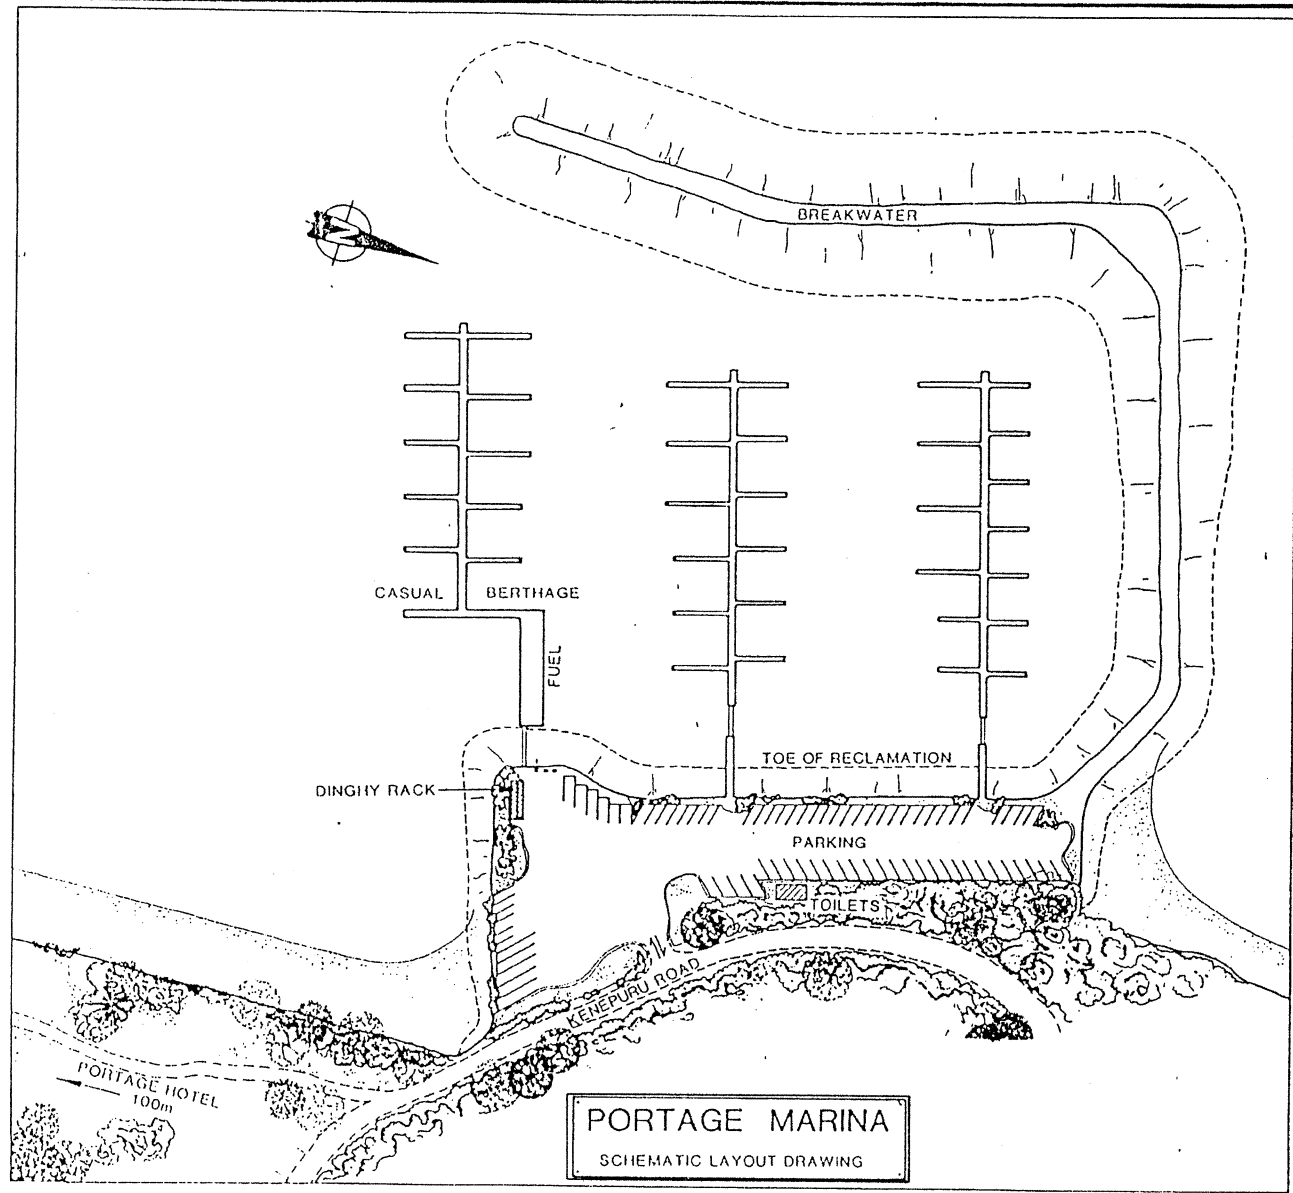 BREAKWATER
N
CASUAL BERTHAGE
FUEL
TOE OF RECLAMATION
DINGHY RACK
PARKING
TOILETS
KENEPURU ROAD
PORTAGE HOTEL
100m
PORTAGE MARINA
SCHEMATIC LAYOUT DRAWING